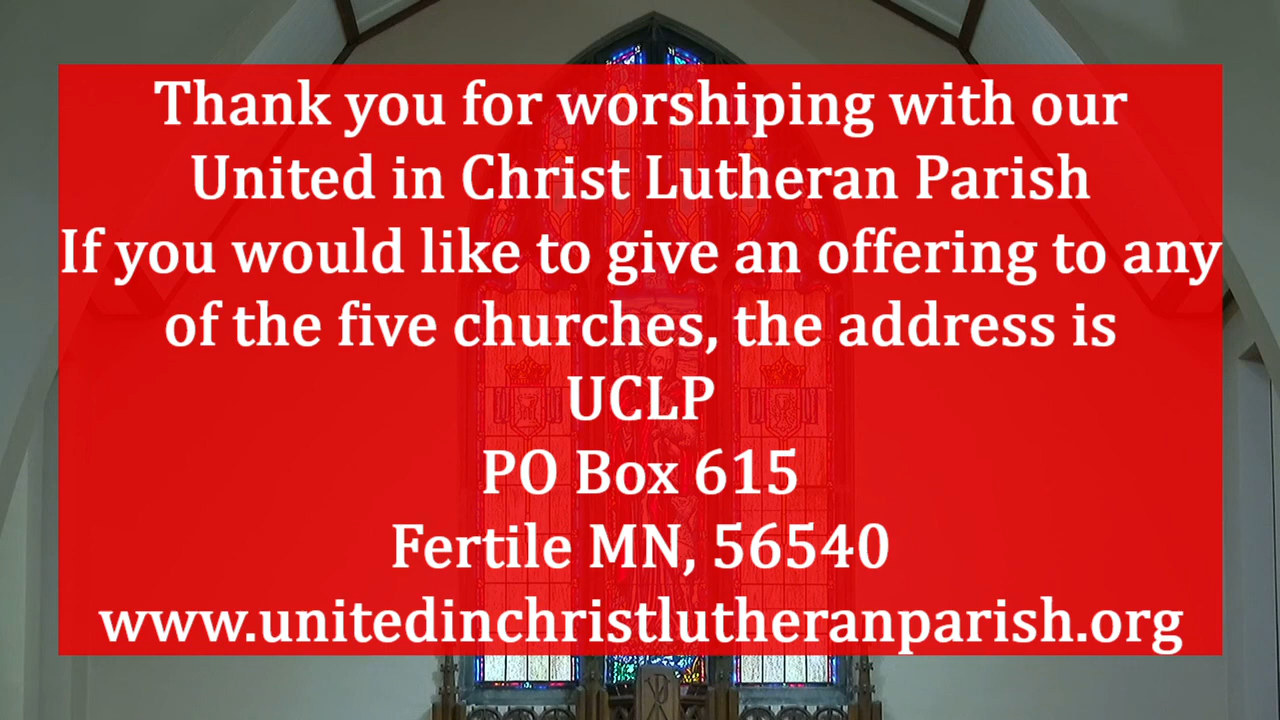 Thank you for worshiping with our
United in Christ Lutheran Parish
If you would like to give an offering to any
of the five churches, the address is
UCLP
PO Box 615
Fertile MN, 56540
www.unitedinchristlutheranparish.org